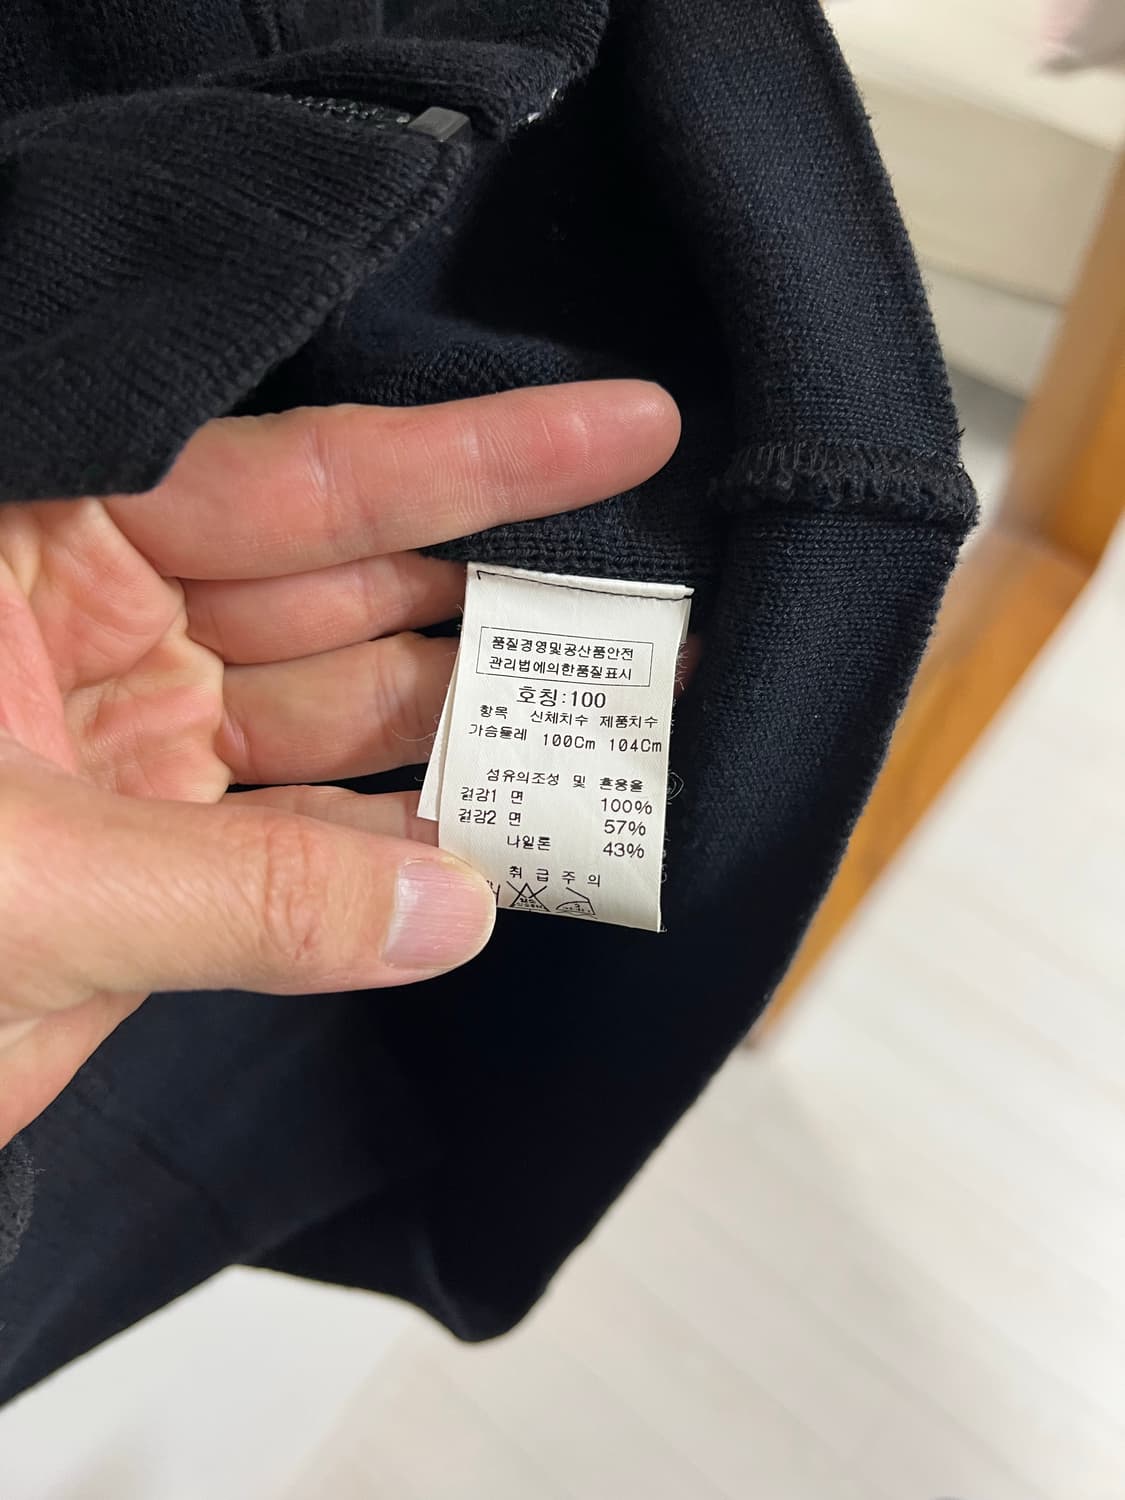 품질경영및공산품안전
관리법에의한품질표시
호칭:100
항목 신체치수 제품치수
가슴둘레 100Cm 104Cm
섬유의조성 및 혼용율
겉감1 면 100%
겉감2 면 57%
나일론 43%
취급주의